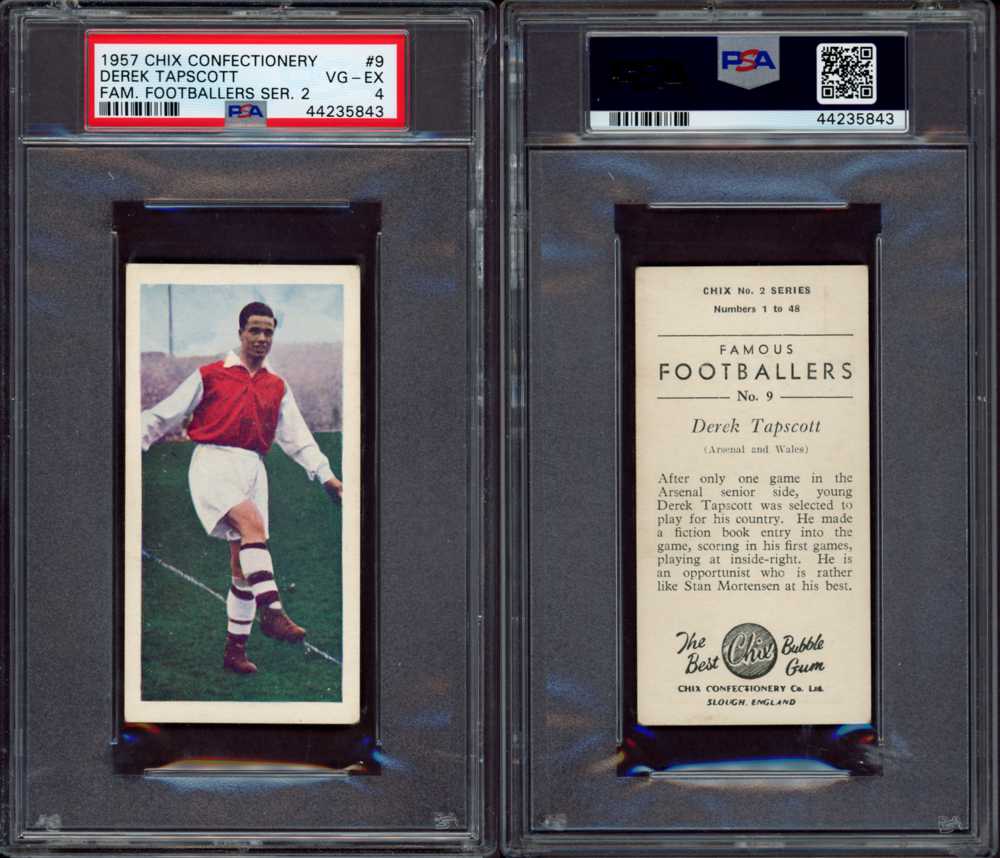 1957 CHIX CONFECTIONERY #9
DEREK TAPSCOTT VG-EX
FAM. FOOTBALLERS SER. 2 4
PSA 44235843
PSA
44235843
CHIX No. 2 SERIES
Numbers 1 to 48
FAMOUS
FOOTBALLERS
No. 9
Derek Tapscott
(Arsenal and Wales)
After only one game in the
Arsenal senior side, young
Derek Tapscott was selected to
play for his country. He made
a fiction book entry into the
game, scoring in his first games,
playing at inside-right. He is
an opportunist who is rather
like Stan Mortensen at his best.
The Best Chix Bubble Gum
CHIX CONFECTIONERY Co. Ltd.
SLOUGH, ENGLAND
PSA